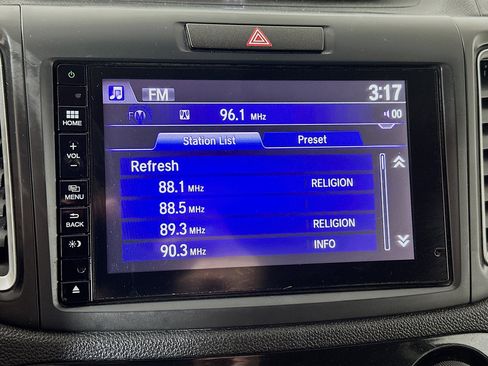 FM 3:17
FM 96.1 MHz 00
HOME
Station List Preset
+
VOL
-
Refresh
88.1 MHz RELIGION
MENU
88.5 MHz
BACK
89.3 MHz RELIGION
90.3 MHz INFO